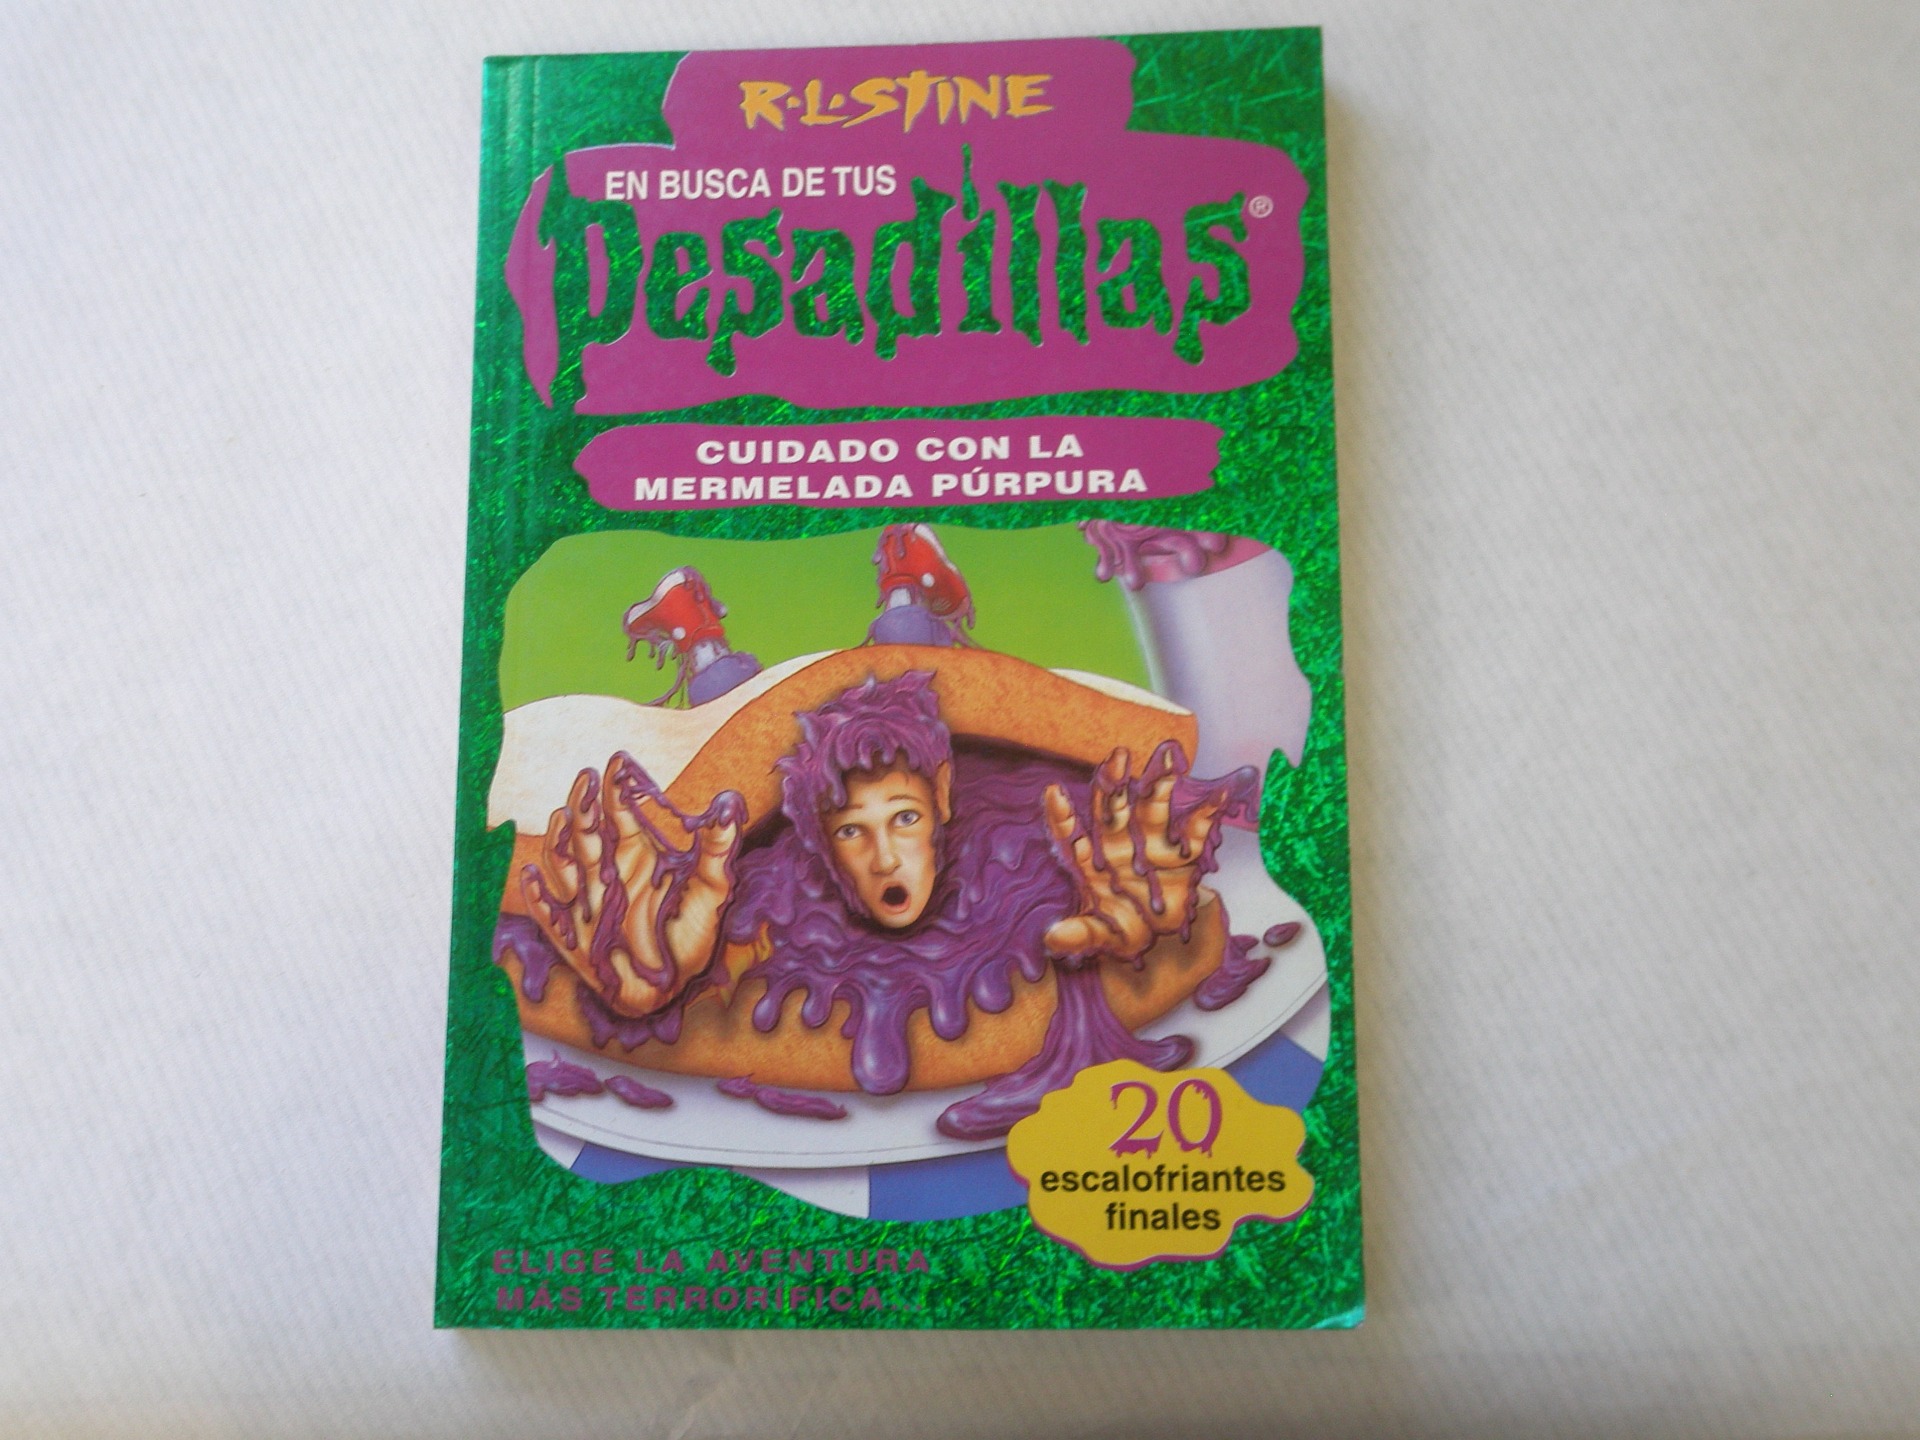 R.L.STINE
EN BUSCA DE TUS
Pesadillas®
CUIDADO CON LA
MERMELADA PÚRPURA
20
escalofriantes
finales
ELIGE LA AVENTURA
MÁS TERRORÍFICA...